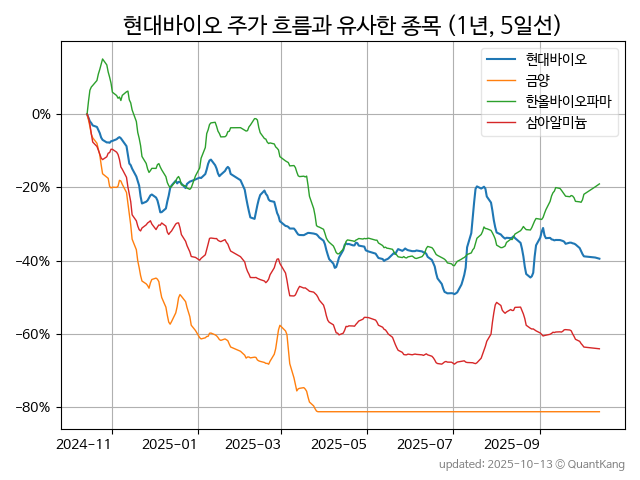 현대바이오 주가 흐름과 유사한 종목 (1년, 5일선)
현대바이오
금양
한올바이오파마
삼아알미늄
0%
−20%
−40%
−60%
−80%
2024-11
2025-01
2025-03
2025-05
2025-07
2025-09
updated: 2025-10-13 ⓒ QuantKang